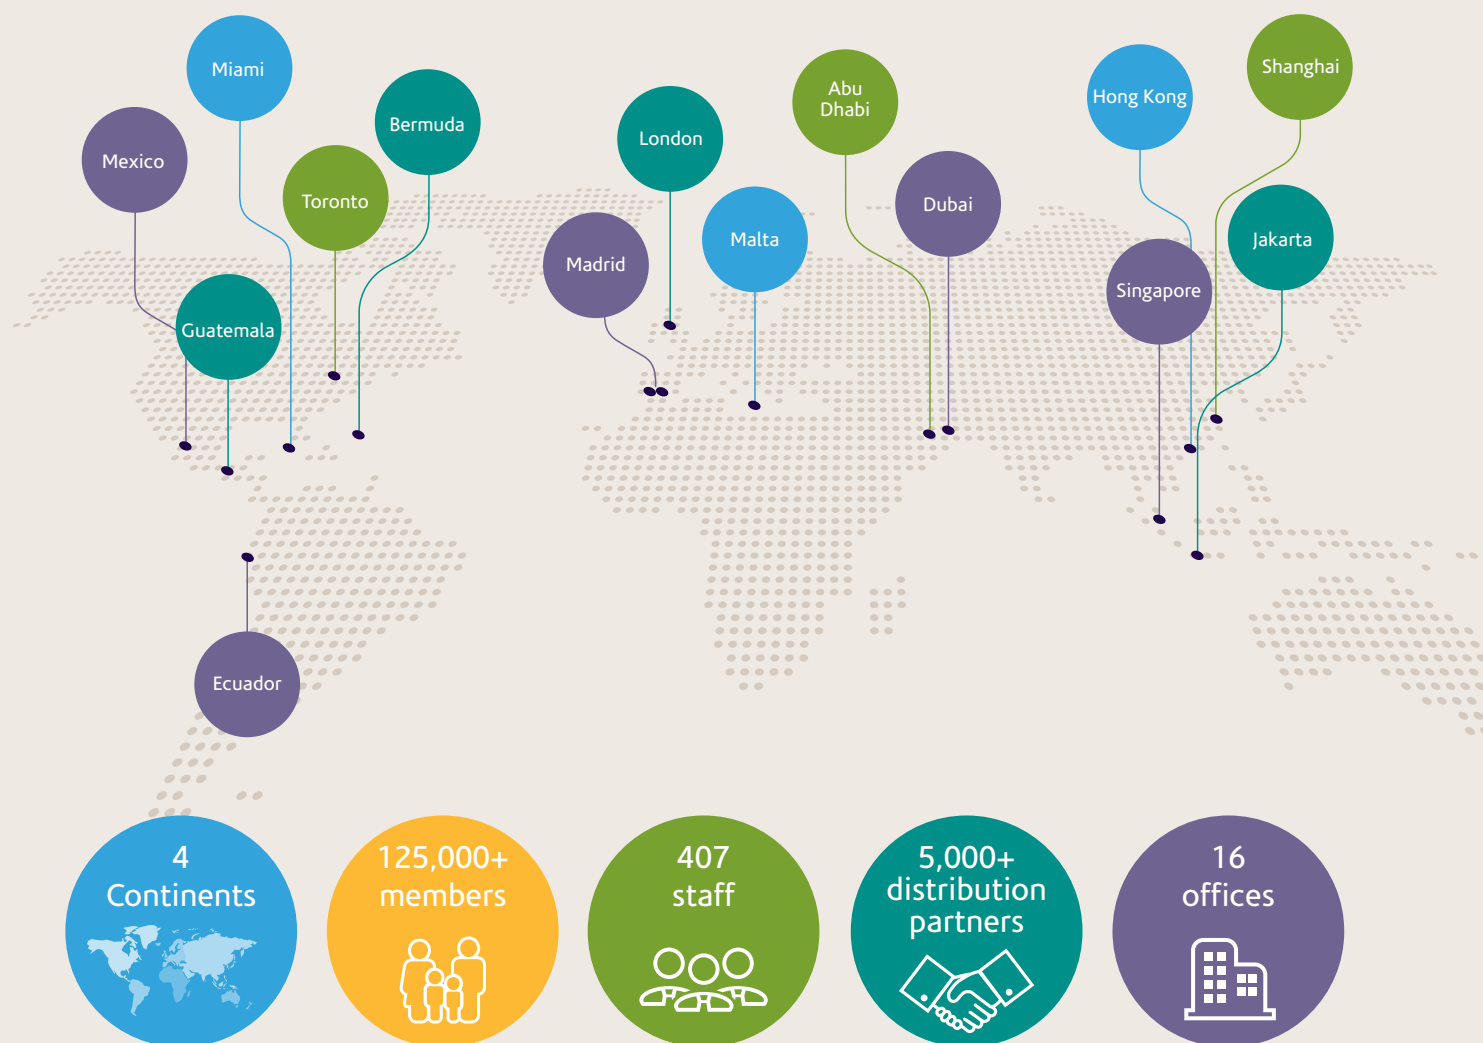 Miami
Shanghai
Abu
Dhabi
Hong Kong
Bermuda
London
Mexico
Toronto
Dubai
Malta
Jakarta
Madrid
Singapore
Guatemala
Ecuador
4
Continents
125,000+
members
407
staff
5,000+
distribution
partners
16
offices